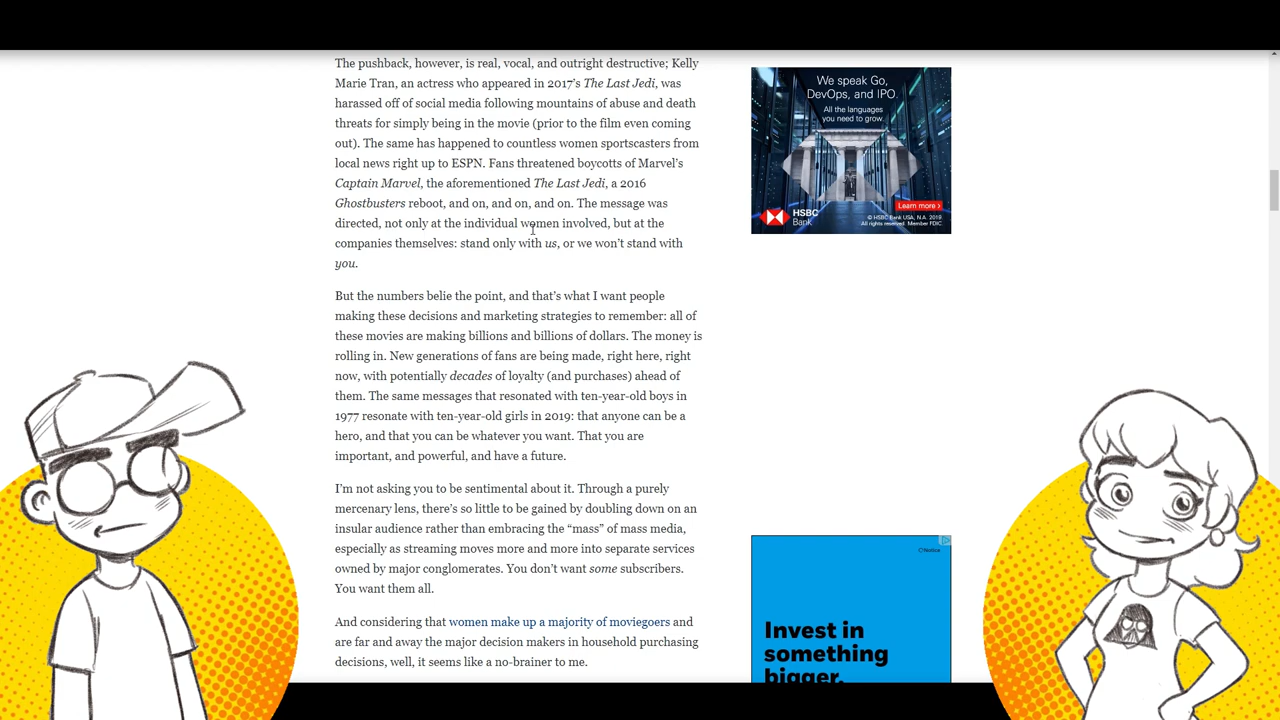 The pushback, however, is real, vocal, and outright destructive; Kelly
Marie Tran, an actress who appeared in 2017’s The Last Jedi, was
harassed off of social media following mountains of abuse and death
threats for simply being in the movie (prior to the film even coming
out). The same has happened to countless women sportscasters from
local news right up to ESPN. Fans threatened boycotts of Marvel’s
Captain Marvel, the aforementioned The Last Jedi, a 2016
Ghostbusters reboot, and on, and on, and on. The message was
directed, not only at the individual women involved, but at the
companies themselves: stand only with us, or we won’t stand with
you.
But the numbers belie the point, and that’s what I want people
making these decisions and marketing strategies to remember: all of
these movies are making billions and billions of dollars. The money is
rolling in. New generations of fans are being made, right here, right
now, with potentially decades of loyalty (and purchases) ahead of
them. The same messages that resonated with ten-year-old boys in
1977 resonate with ten-year-old girls in 2019: that anyone can be a
hero, and that you can be whatever you want. That you are
important, and powerful, and have a future.
I’m not asking you to be sentimental about it. Through a purely
mercenary lens, there’s so little to be gained by doubling down on an
insular audience rather than embracing the “mass” of mass media,
especially as streaming moves more and more into separate services
owned by major conglomerates. You don’t want some subscribers.
You want them all.
And considering that women make up a majority of moviegoers and
are far and away the major decision makers in household purchasing
decisions, well, it seems like a no-brainer to me.
We speak Go,
DevOps, and IPO.
All the languages
you need to grow.
Learn more >
HSBC
Bank
© HSBC Bank USA, N.A. 2019
All rights reserved. Member FDIC
Notice
Invest in
something
bigger.